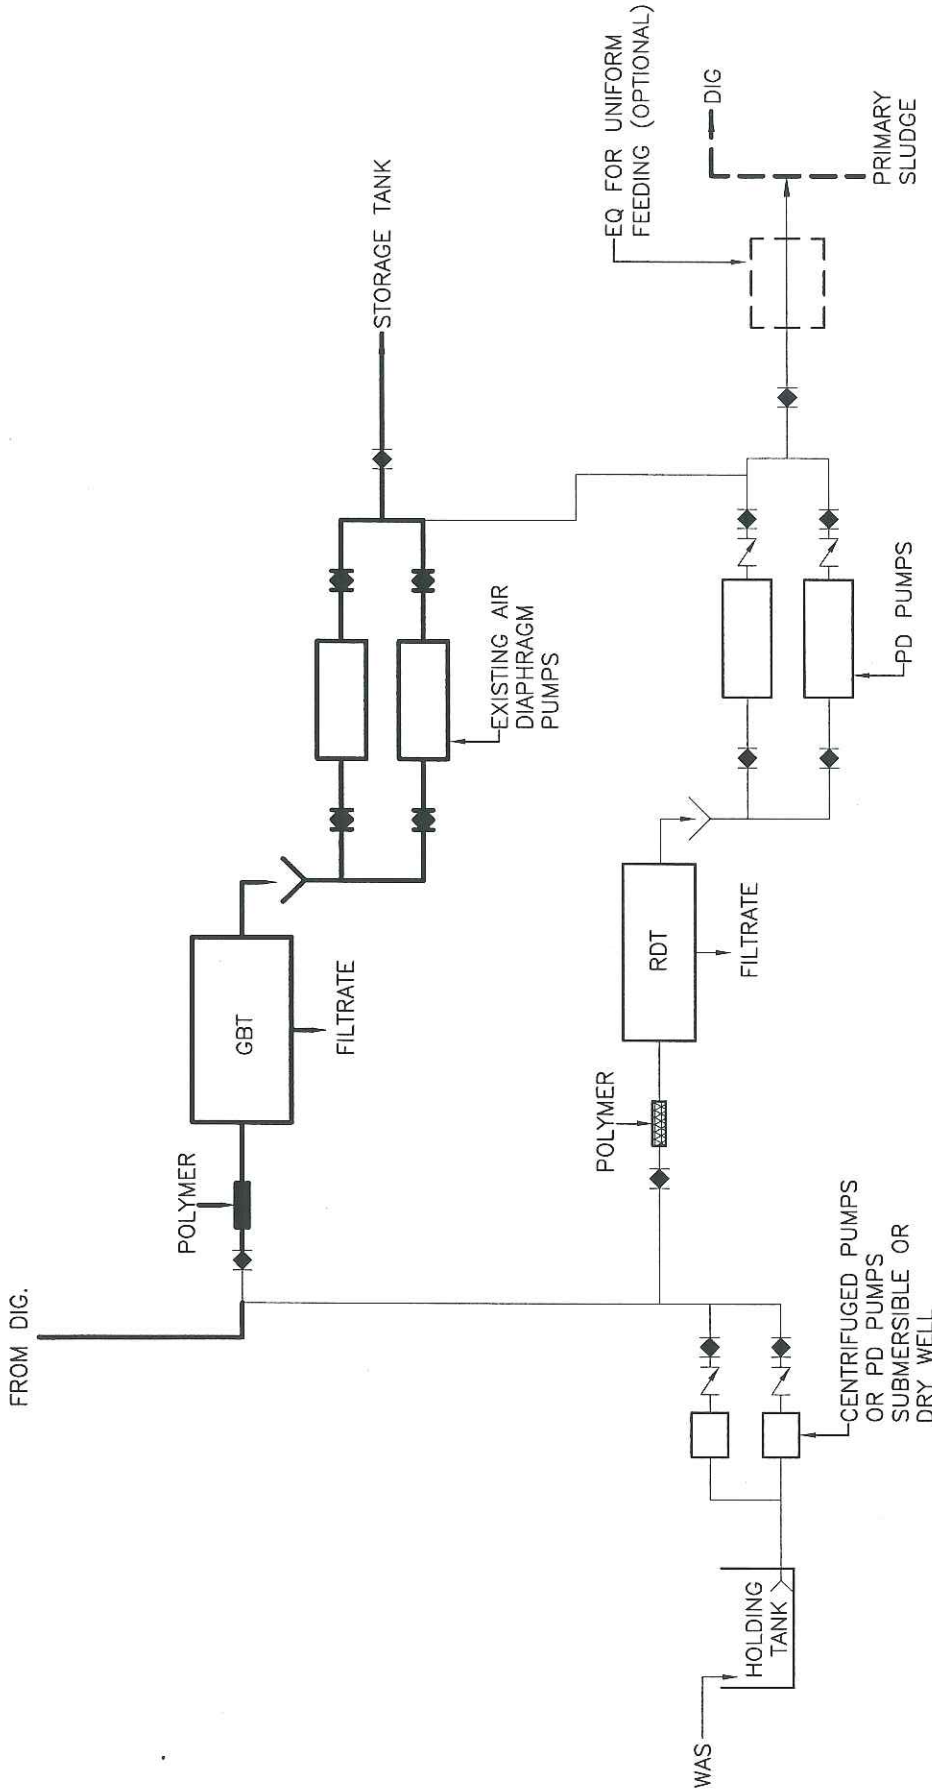 FROM DIG.
POLYMER
GBT
FILTRATE
EXISTING AIR
DIAPHRAGM
PUMPS
STORAGE TANK
WAS
HOLDING
TANK
CENTRIFUGED PUMPS
OR PD PUMPS
SUBMERSIBLE OR
DRY WELL
POLYMER
RDT
FILTRATE
PD PUMPS
EQ FOR UNIFORM
FEEDING (OPTIONAL)
DIG
PRIMARY
SLUDGE